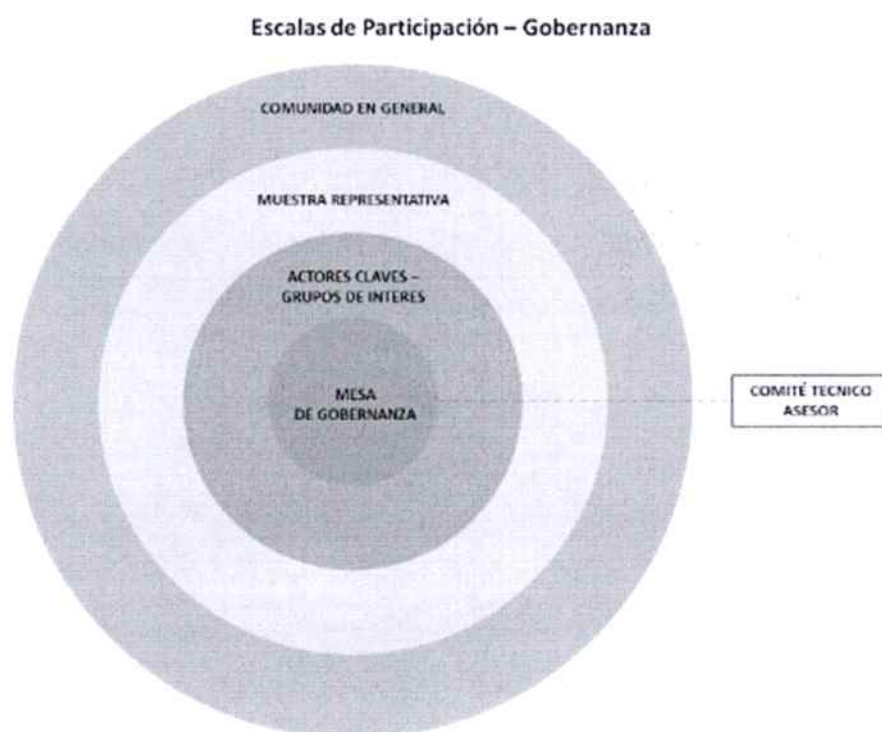 Escalas de Participación – Gobernanza
COMUNIDAD EN GENERAL
MUESTRA REPRESENTATIVA
ACTORES CLAVES –
GRUPOS DE INTERES
MESA
DE GOBERNANZA
COMITÉ TECNICO
ASESOR